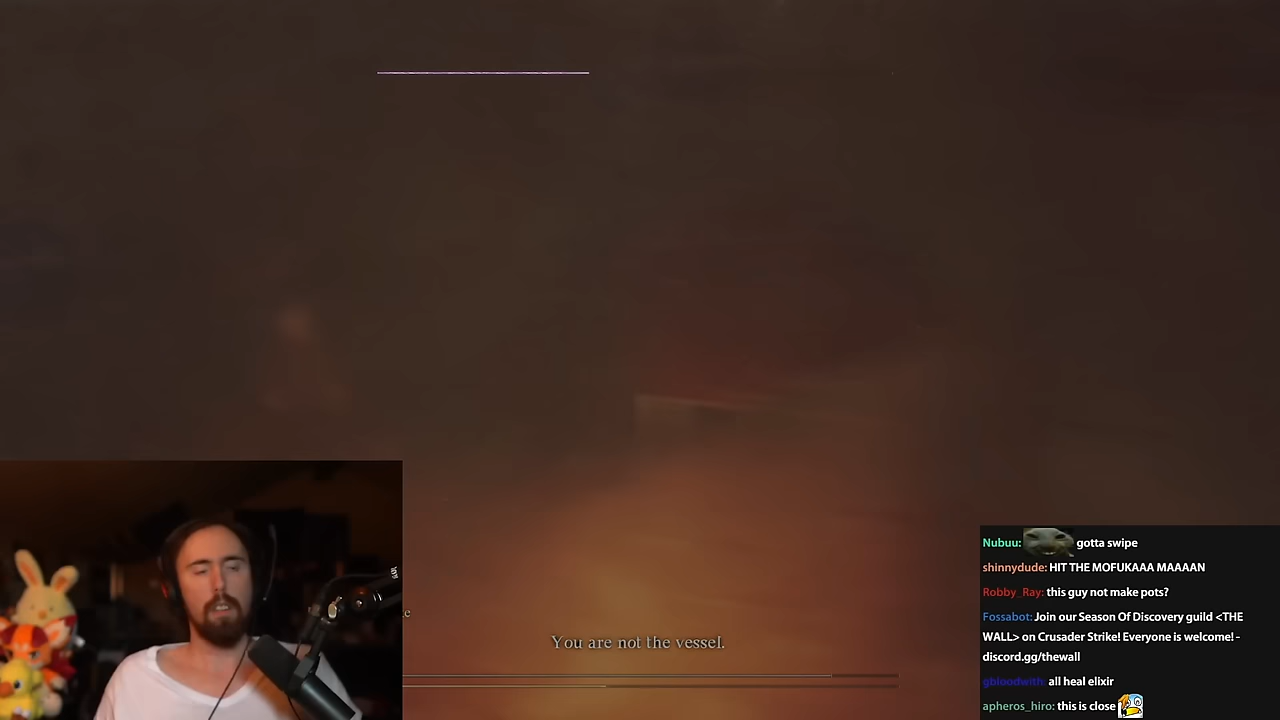 Nubuu: gotta swipe
shinnydude: HIT THE MOFUKAAA MAAAAN
Robby_Ray: this guy not make pots?
Fossabot: Join our Season Of Discovery guild <THE
WALL> on Crusader Strike! Everyone is welcome! -
discord.gg/thewall
gbloodwith: all heal elixir
apheros_hiro: this is close
You are not the vessel.